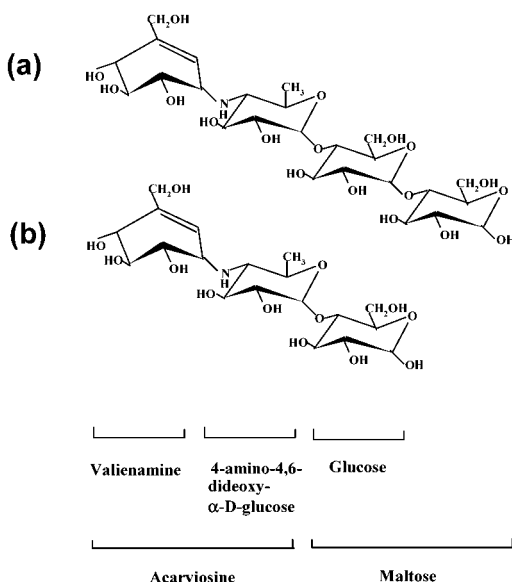 (a)
CH₂OH
HO
HO
OH
N
H
CH₃
O
HO
OH
O
CH₂OH
O
HO
OH
O
CH₂OH
O
HO
OH
OH
(b)
CH₂OH
HO
HO
OH
N
H
CH₃
O
HO
OH
O
CH₂OH
O
HO
OH
OH
Valienamine
4-amino-4,6-
dideoxy-
α-D-glucose
Glucose
Acarviosine
Maltose